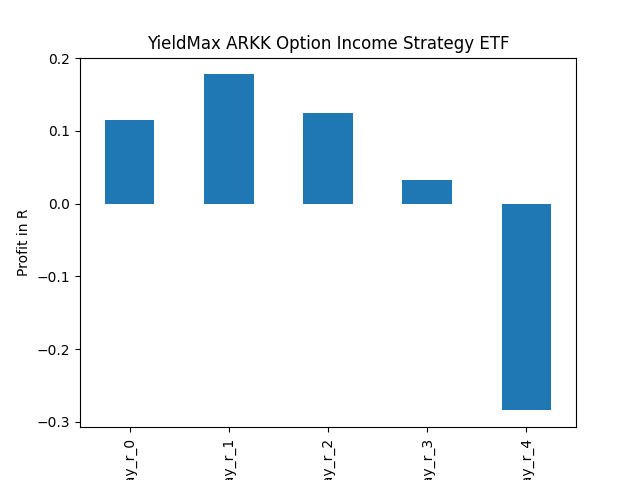 YieldMax ARKK Option Income Strategy ETF
Profit in R
0.2
0.1
0.0
−0.1
−0.2
−0.3
ay_r_0
ay_r_1
ay_r_2
ay_r_3
ay_r_4